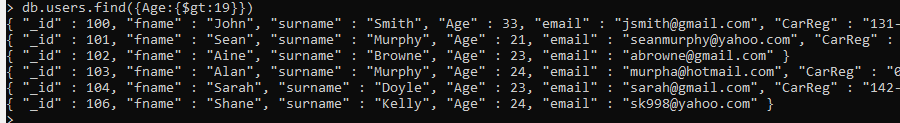 > db.users.find({Age:{$gt:19}})
{ "_id" : 100, "fname" : "John", "surname" : "Smith", "Age" : 33, "email" : "jsmith@gmail.com", "CarReg" : "131-
{ "_id" : 101, "fname" : "Sean", "surname" : "Murphy", "Age" : 21, "email" : "seanmurphy@yahoo.com", "CarReg" :
{ "_id" : 102, "fname" : "Aine", "surname" : "Browne", "Age" : 23, "email" : "abrowne@gmail.com" }
{ "_id" : 103, "fname" : "Alan", "surname" : "Murphy", "Age" : 24, "email" : "murpha@hotmail.com", "CarReg" : "0
{ "_id" : 104, "fname" : "Sarah", "surname" : "Doyle", "Age" : 23, "email" : "sarah@gmail.com", "CarReg" : "142-
{ "_id" : 106, "fname" : "Shane", "surname" : "Kelly", "Age" : 24, "email" : "sk998@yahoo.com" }
>